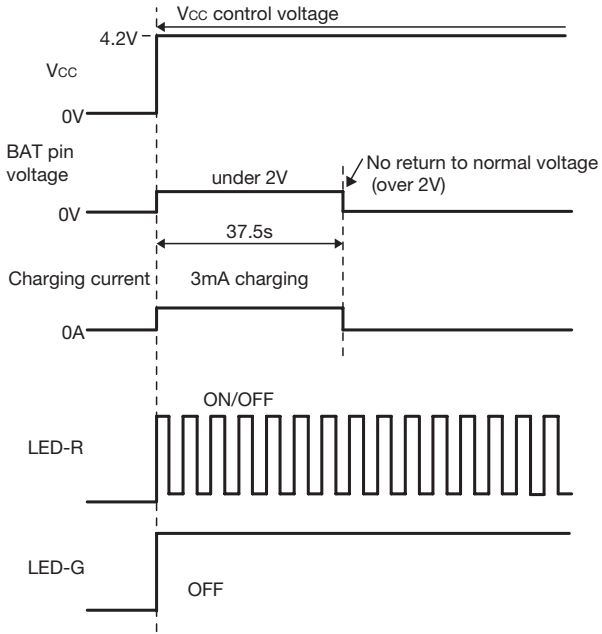 Vcc control voltage
4.2V
Vcc
0V
BAT pin
voltage
under 2V
No return to normal voltage
(over 2V)
0V
37.5s
Charging current
3mA charging
0A
ON/OFF
LED-R
LED-G
OFF